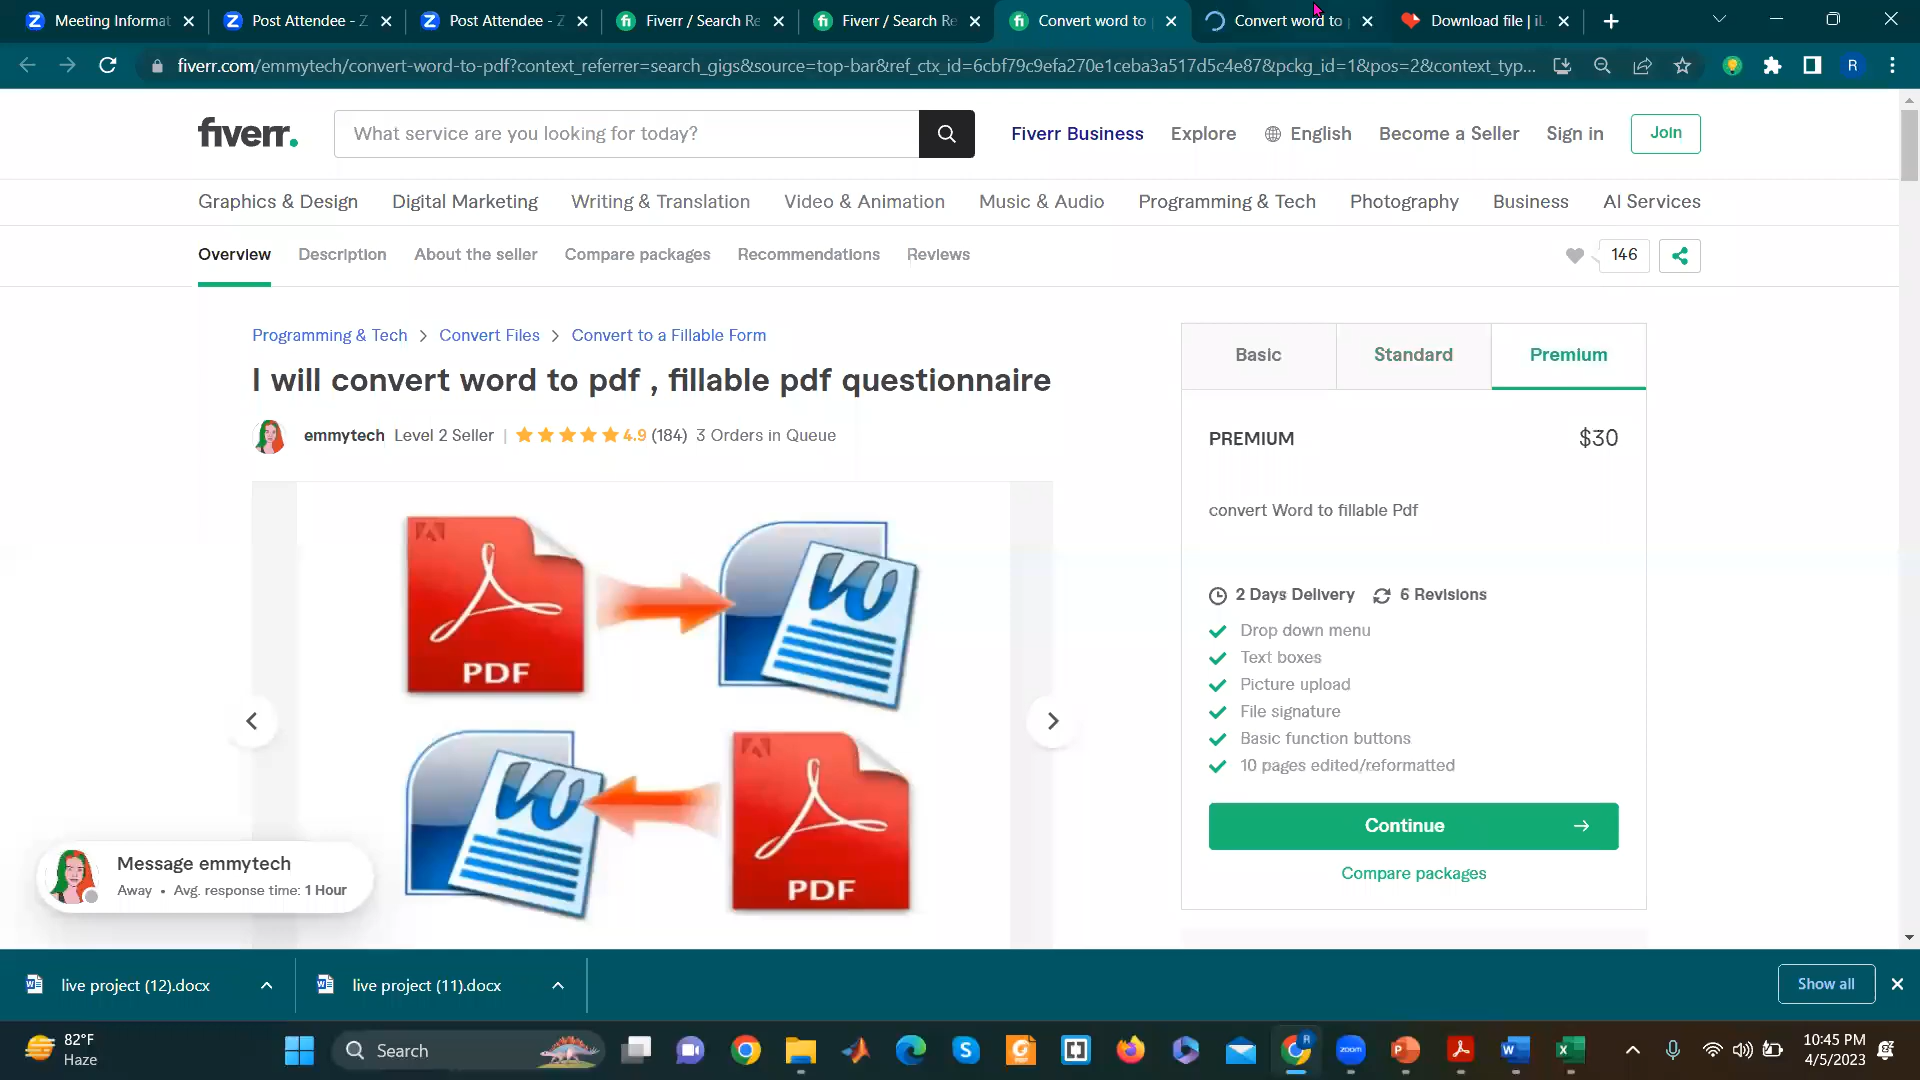 Meeting Informat
Post Attendee - Z
Post Attendee - Z
Fiverr / Search Re
Fiverr / Search Re
Convert word to
Convert word to
Download file | iL
fiverr.com/emmytech/convert-word-to-pdf?context_referrer=search_gigs&source=top-bar&ref_ctx_id=6cbf79c9efa270e1ceba3a517d5c4e87&pckg_id=1&pos=2&context_typ...
R
fiverr.
What service are you looking for today?
Fiverr Business
Explore
English
Become a Seller
Sign in
Join
Graphics & Design
Digital Marketing
Writing & Translation
Video & Animation
Music & Audio
Programming & Tech
Photography
Business
AI Services
Overview
Description
About the seller
Compare packages
Recommendations
Reviews
146
Programming & Tech > Convert Files > Convert to a Fillable Form
I will convert word to pdf , fillable pdf questionnaire
emmytech Level 2 Seller | 4.9 (184) 3 Orders in Queue
PDF
W
W
PDF
Basic
Standard
Premium
PREMIUM
$30
convert Word to fillable Pdf
2 Days Delivery
6 Revisions
Drop down menu
Text boxes
Picture upload
File signature
Basic function buttons
10 pages edited/reformatted
Continue
Compare packages
Message emmytech
Away • Avg. response time: 1 Hour
live project (12).docx
live project (11).docx
Show all
82°F
Haze
Search
zoom
10:45 PM
4/5/2023